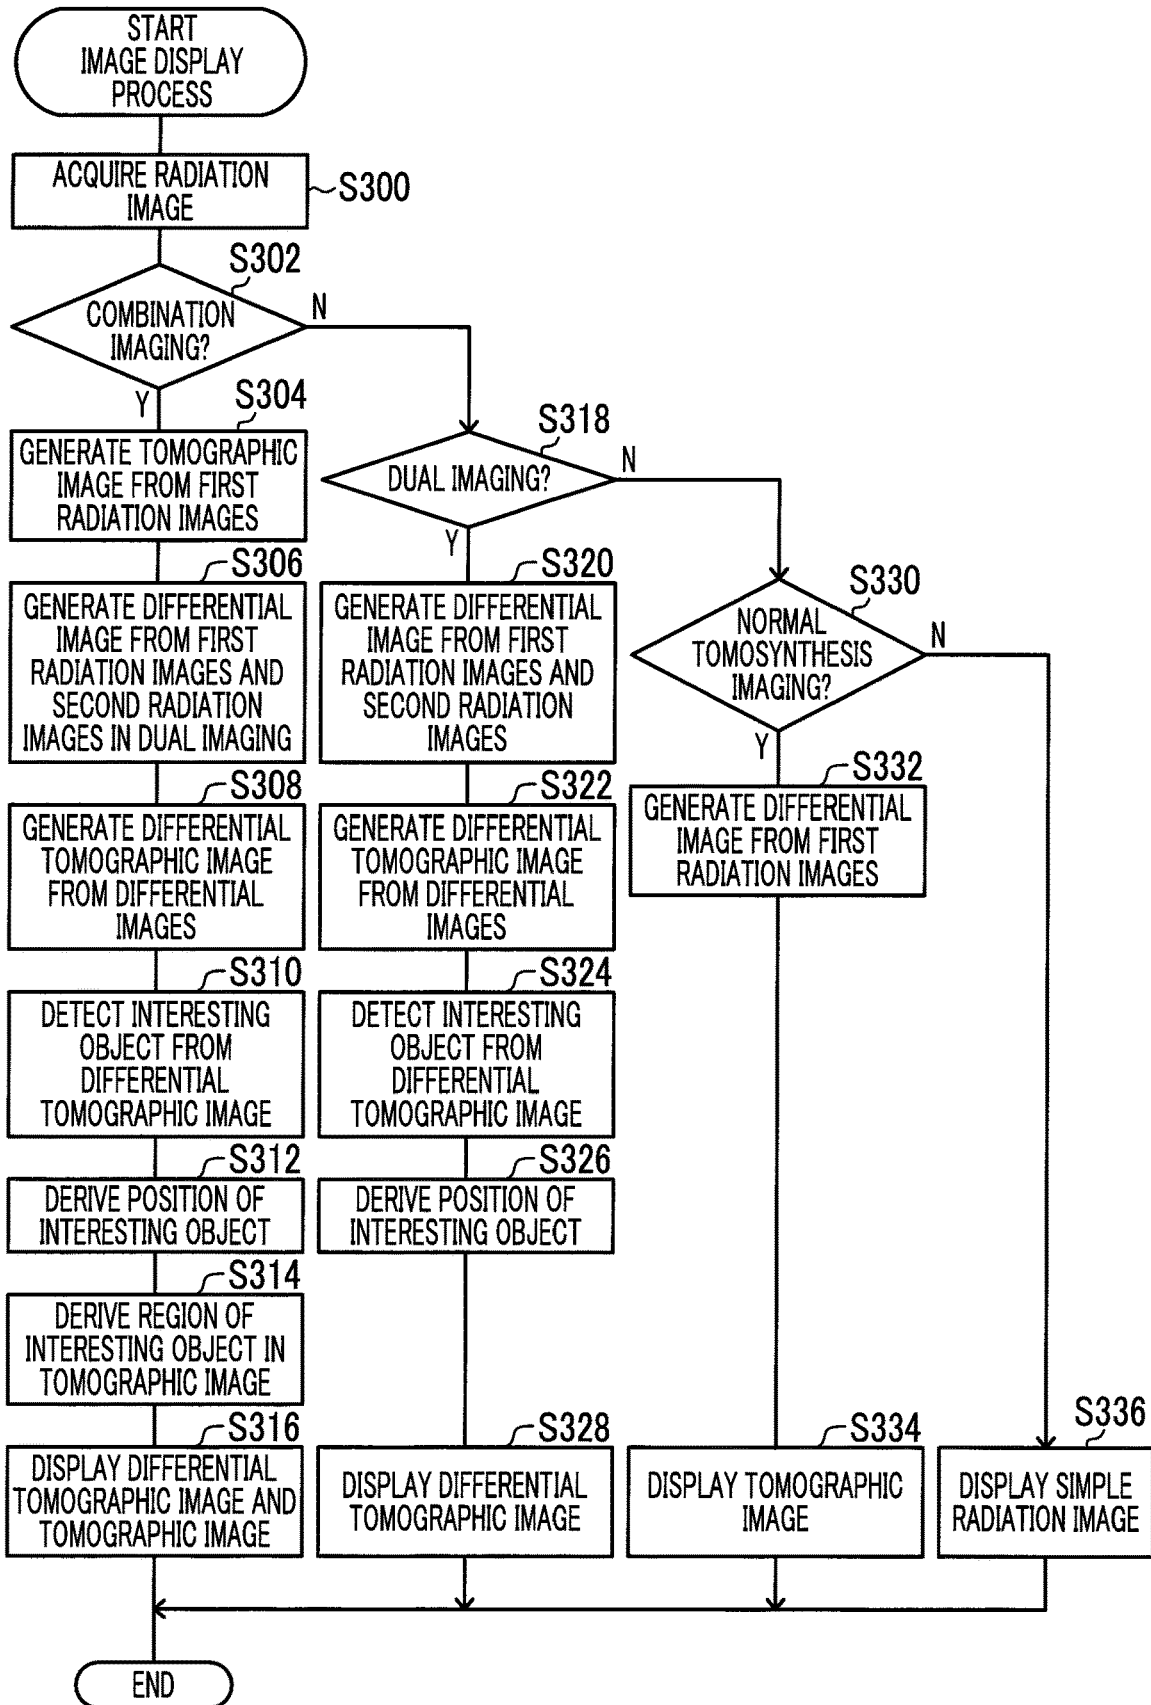 START
IMAGE DISPLAY
PROCESS
ACQUIRE RADIATION
IMAGE
S300
S302
COMBINATION
IMAGING?
N
Y
S304
GENERATE TOMOGRAPHIC
IMAGE FROM FIRST
RADIATION IMAGES
S306
GENERATE DIFFERENTIAL
IMAGE FROM FIRST
RADIATION IMAGES AND
SECOND RADIATION
IMAGES IN DUAL IMAGING
S308
GENERATE DIFFERENTIAL
TOMOGRAPHIC IMAGE
FROM DIFFERENTIAL
IMAGES
S310
DETECT INTERESTING
OBJECT FROM
DIFFERENTIAL
TOMOGRAPHIC IMAGE
S312
DERIVE POSITION OF
INTERESTING OBJECT
S314
DERIVE REGION OF
INTERESTING OBJECT IN
TOMOGRAPHIC IMAGE
S316
DISPLAY DIFFERENTIAL
TOMOGRAPHIC IMAGE AND
TOMOGRAPHIC IMAGE
S318
DUAL IMAGING?
N
Y
S320
GENERATE DIFFERENTIAL
IMAGE FROM FIRST
RADIATION IMAGES AND
SECOND RADIATION
IMAGES
S322
GENERATE DIFFERENTIAL
TOMOGRAPHIC IMAGE
FROM DIFFERENTIAL
IMAGES
S324
DETECT INTERESTING
OBJECT FROM
DIFFERENTIAL
TOMOGRAPHIC IMAGE
S326
DERIVE POSITION OF
INTERESTING OBJECT
S328
DISPLAY DIFFERENTIAL
TOMOGRAPHIC IMAGE
S330
NORMAL
TOMOSYNTHESIS
IMAGING?
N
Y
S332
GENERATE DIFFERENTIAL
IMAGE FROM FIRST
RADIATION IMAGES
S334
DISPLAY TOMOGRAPHIC
IMAGE
S336
DISPLAY SIMPLE
RADIATION IMAGE
END